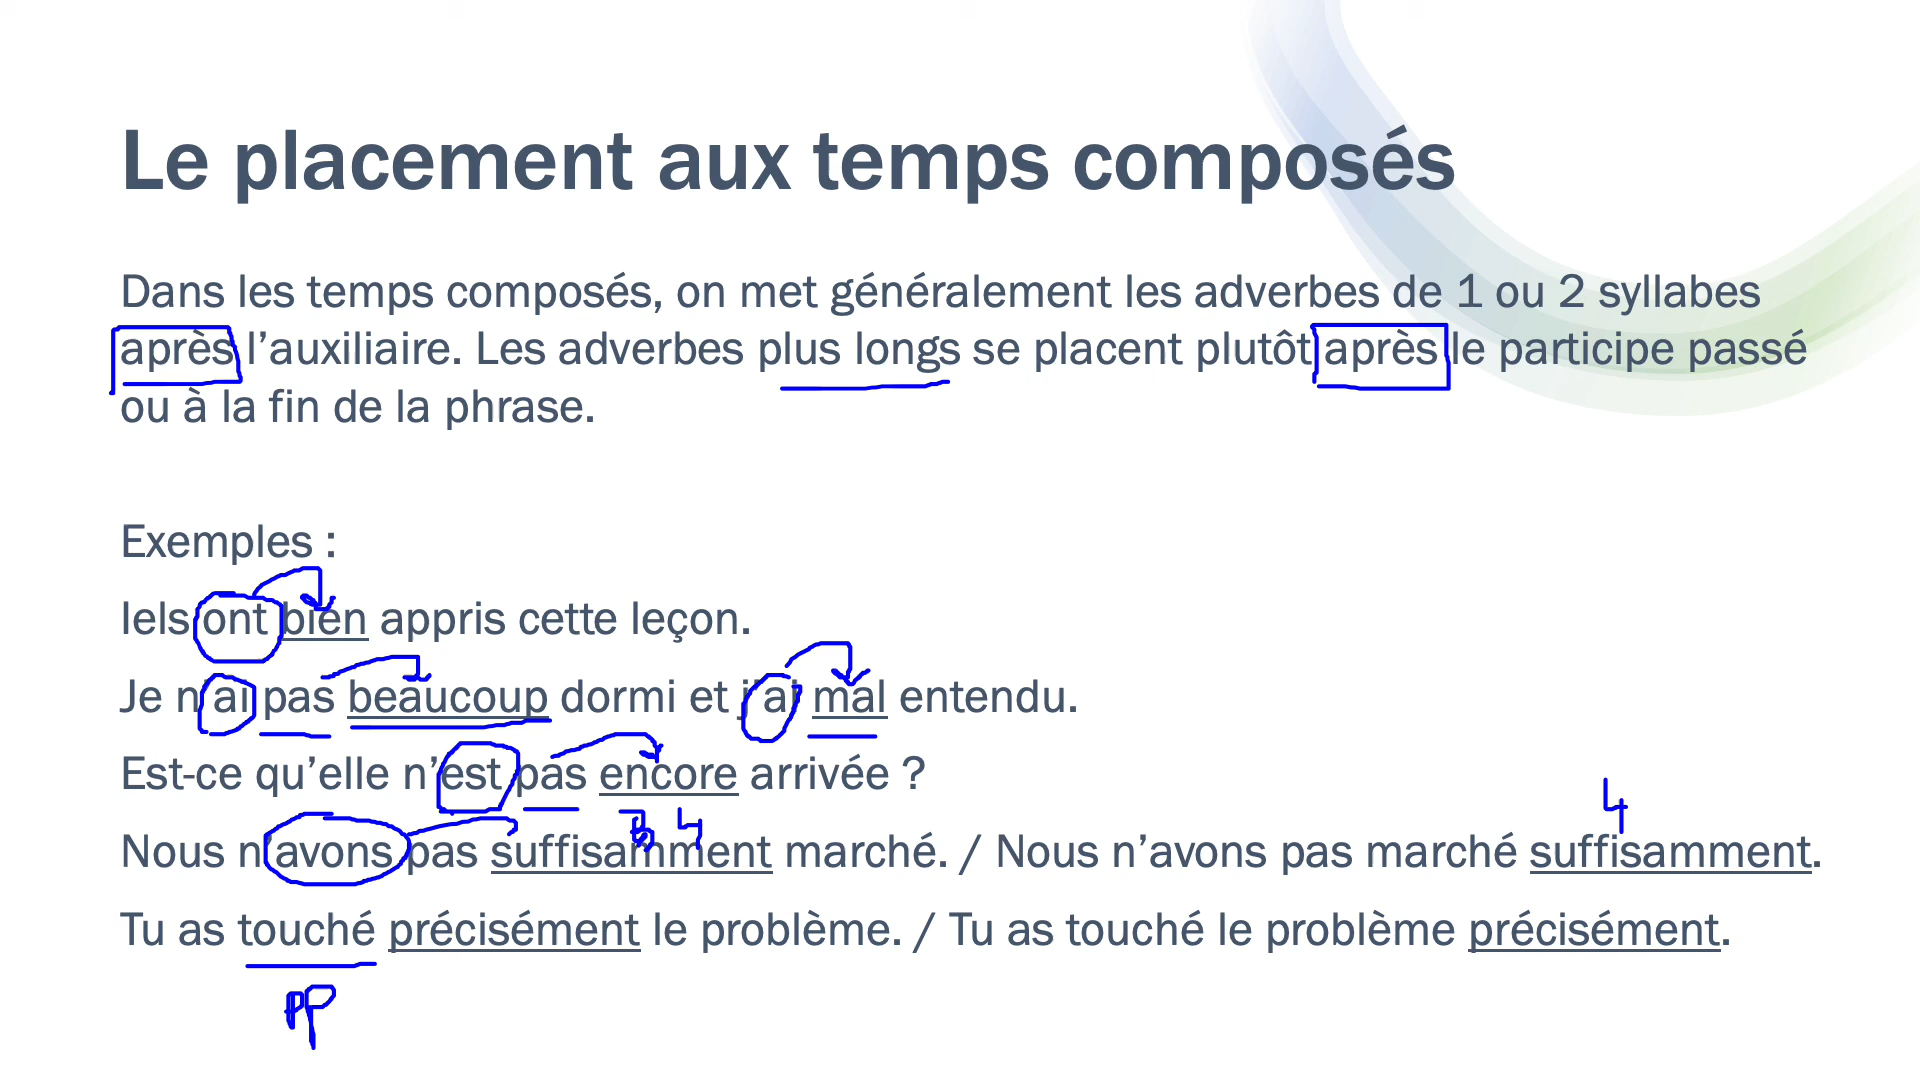 Le placement aux temps composés
Dans les temps composés, on met généralement les adverbes de 1 ou 2 syllabes
après l’auxiliaire. Les adverbes plus longs se placent plutôt après le participe passé
ou à la fin de la phrase.
Exemples :
Iels ont bien appris cette leçon.
Je n’ai pas beaucoup dormi et j’ai mal entendu.
Est-ce qu’elle n’est pas encore arrivée ?
4
4
Nous n’avons pas suffisamment marché. / Nous n’avons pas marché suffisamment.
Tu as touché précisément le problème. / Tu as touché le problème précisément.
PP